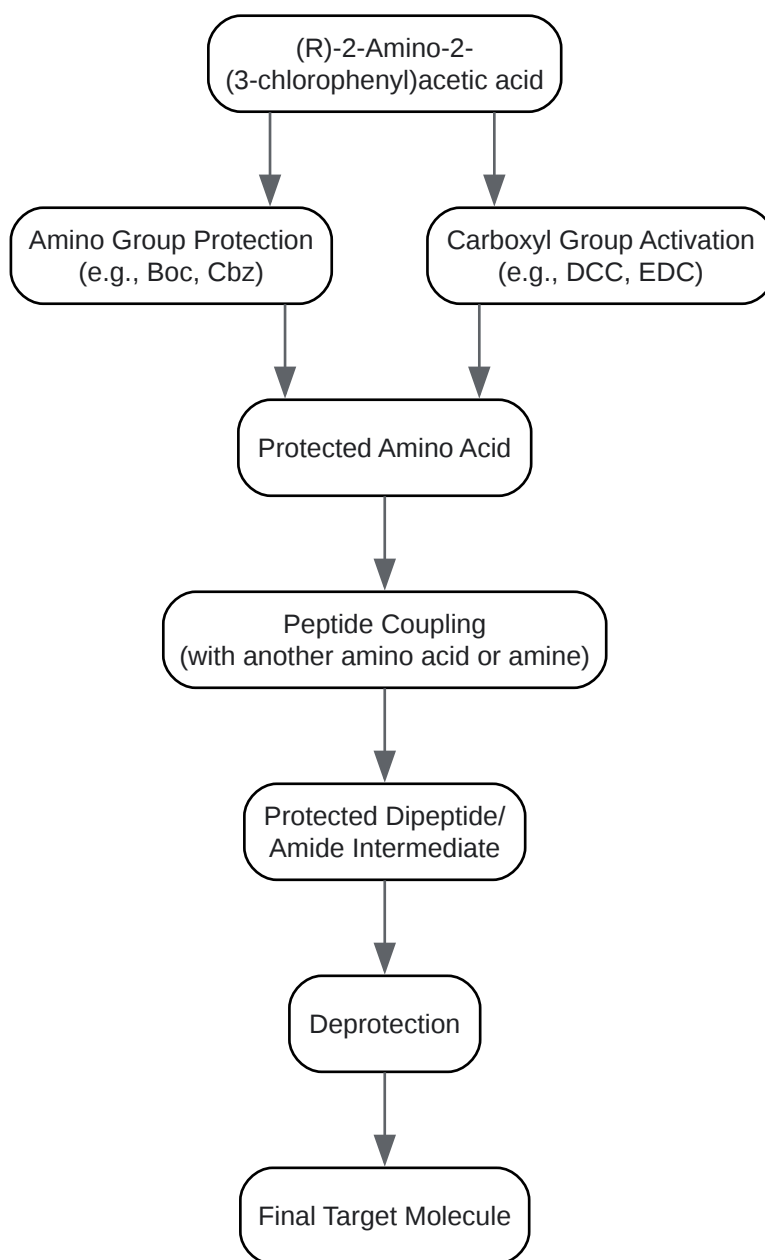 (R)-2-Amino-2-
(3-chlorophenyl)acetic acid
Amino Group Protection
(e.g., Boc, Cbz)
Carboxyl Group Activation
(e.g., DCC, EDC)
Protected Amino Acid
Peptide Coupling
(with another amino acid or amine)
Protected Dipeptide/
Amide Intermediate
Deprotection
Final Target Molecule